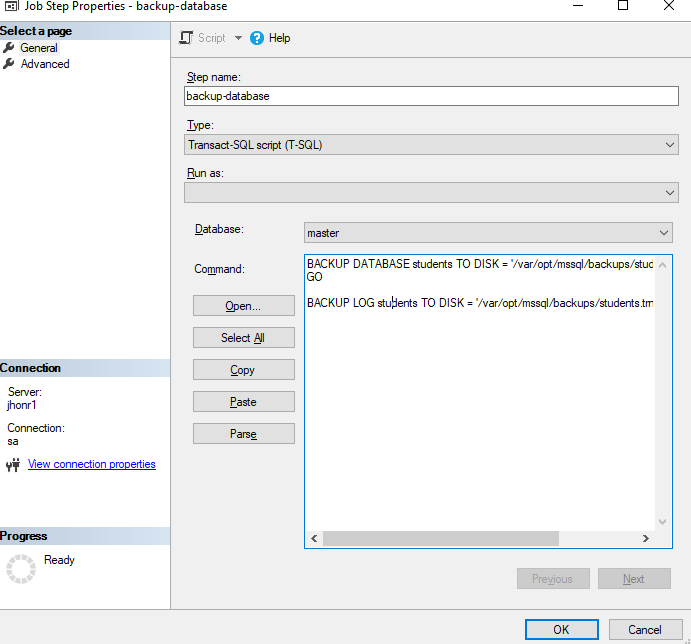 Job Step Properties - backup-database
Select a page
General
Advanced
Script
Help
Step name:
backup-database
Type:
Transact-SQL script (T-SQL)
Run as:
Database:
master
Command:
BACKUP DATABASE students TO DISK = '/var/opt/mssql/backups/stud
GO
BACKUP LOG students TO DISK = '/var/opt/mssql/backups/students.trn
Open...
Select All
Copy
Paste
Parse
Connection
Server:
jhonr1
Connection:
sa
View connection properties
Progress
Ready
Previous
Next
OK
Cancel